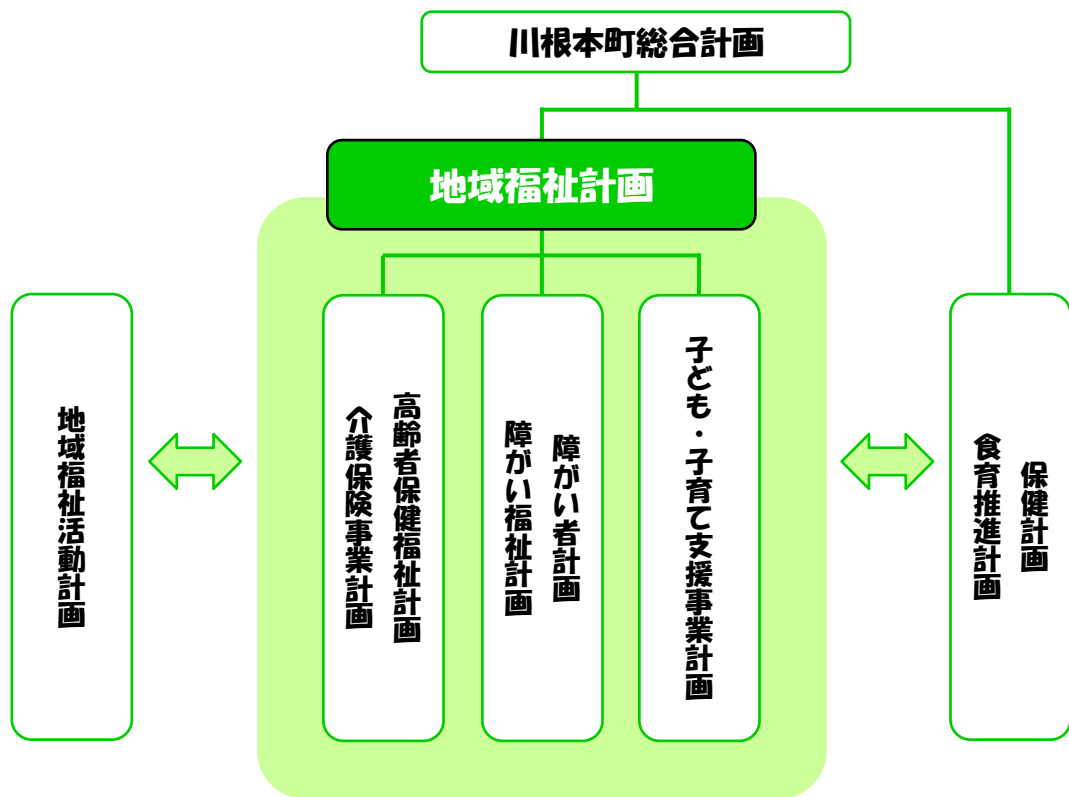 川根本町総合計画
地域福祉計画
地域福祉活動計画
高齢者保健福祉計画
介護保険事業計画
障がい者計画
障がい福祉計画
子ども・子育て支援事業計画
保健計画
食育推進計画